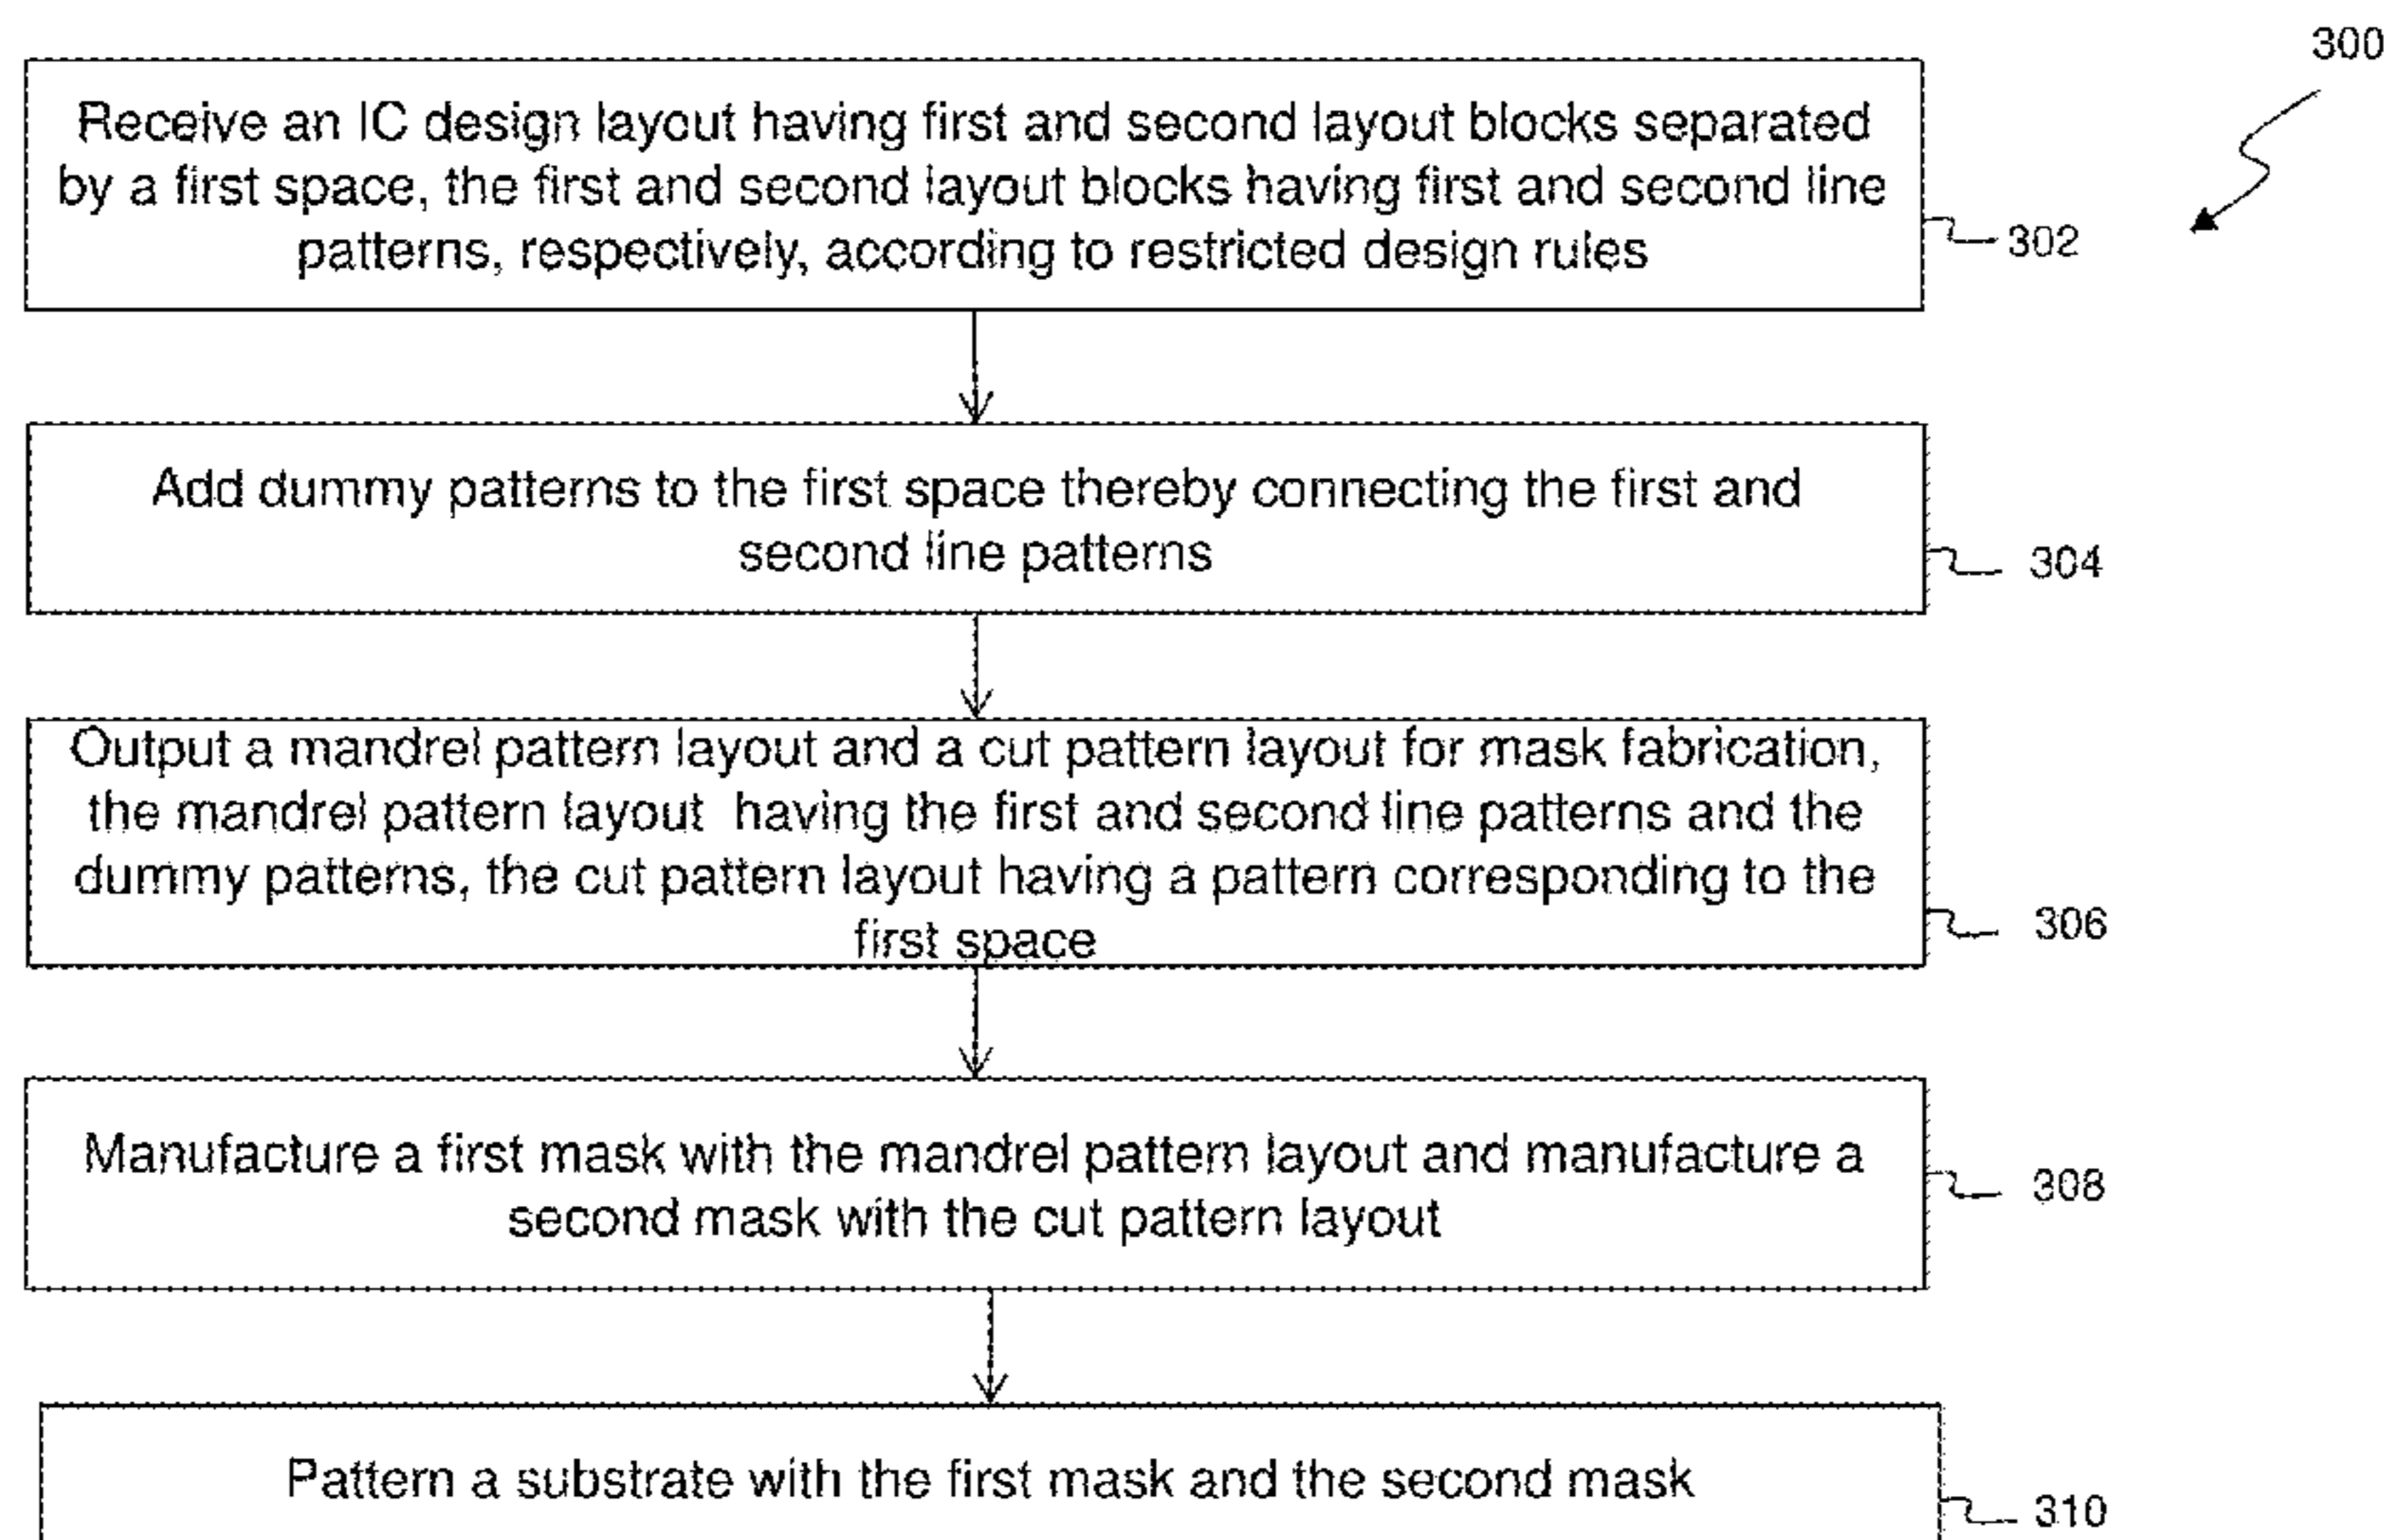 300
Receive an IC design layout having first and second layout blocks separated
by a first space, the first and second layout blocks having first and second line
patterns, respectively, according to restricted design rules
302
Add dummy patterns to the first space thereby connecting the first and
second line patterns
304
Output a mandrel pattern layout and a cut pattern layout for mask fabrication,
the mandrel pattern layout having the first and second line patterns and the
dummy patterns, the cut pattern layout having a pattern corresponding to the
first space
306
Manufacture a first mask with the mandrel pattern layout and manufacture a
second mask with the cut pattern layout
308
Pattern a substrate with the first mask and the second mask
310